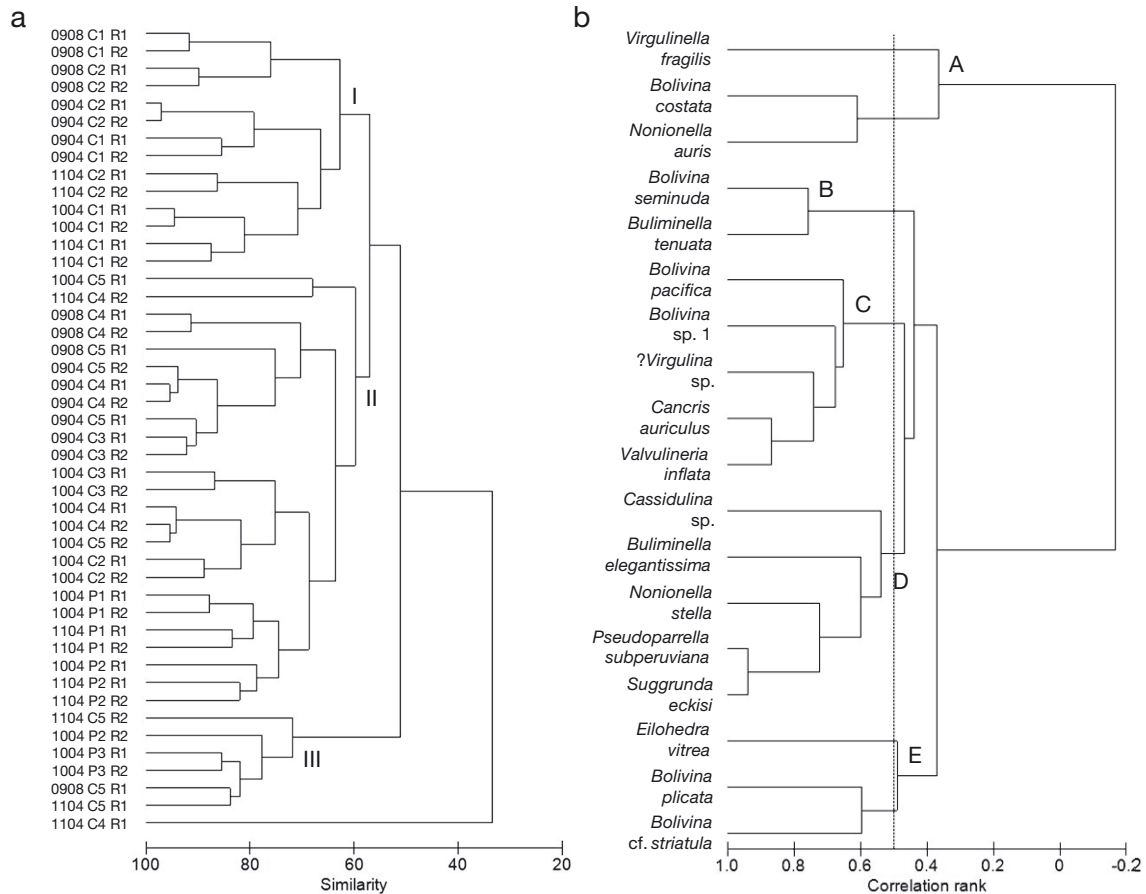 a
0908 C1 R1
0908 C1 R2
0908 C2 R1
0908 C2 R2
0904 C2 R1
0904 C2 R2
0904 C1 R1
0904 C1 R2
1104 C2 R1
1104 C2 R2
1004 C1 R1
1004 C1 R2
1104 C1 R1
1104 C1 R2
1004 C5 R1
1104 C4 R2
0908 C4 R1
0908 C4 R2
0908 C5 R1
0904 C5 R2
0904 C4 R1
0904 C4 R2
0904 C5 R1
0904 C3 R1
0904 C3 R2
1004 C3 R1
1004 C3 R2
1004 C4 R1
1004 C4 R2
1004 C5 R2
1004 C2 R1
1004 C2 R2
1004 P1 R1
1004 P1 R2
1104 P1 R1
1104 P1 R2
1004 P2 R1
1104 P2 R1
1104 P2 R2
1104 C5 R2
1004 P2 R2
1004 P3 R1
1004 P3 R2
0908 C5 R1
1104 C5 R1
1104 C4 R1
I
II
III
100 80 60 40 20
Similarity
b
Virgulinella
fragilis
Bolivina
costata
Nonionella
auris
Bolivina
seminuda
Buliminella
tenuata
Bolivina
pacifica
Bolivina
sp. 1
?Virgulina
sp.
Cancris
auriculus
Valvulineria
inflata
Cassidulina
sp.
Buliminella
elegantissima
Nonionella
stella
Pseudoparrella
subperuviana
Suggrunda
eckisi
Eilohedra
vitrea
Bolivina
plicata
Bolivina
cf. striatula
A
B
C
D
E
1.0 0.8 0.6 0.4 0.2 0 -0.2
Correlation rank